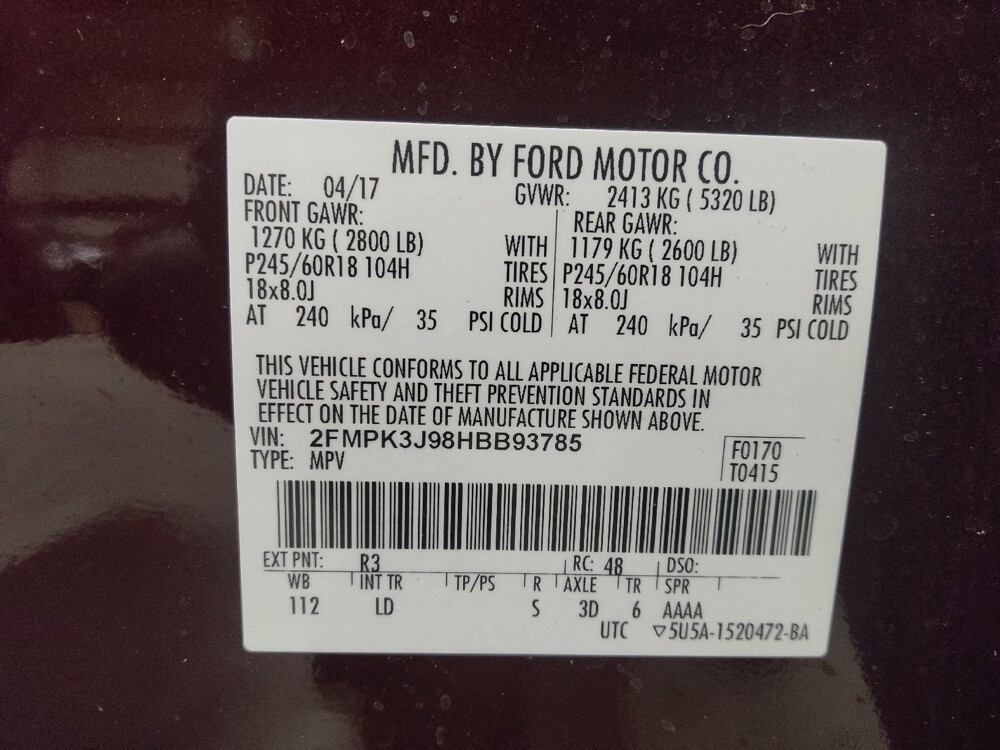 MFD. BY FORD MOTOR CO.
DATE: 04/17 GVWR: 2413 KG ( 5320 LB)
FRONT GAWR: REAR GAWR:
1270 KG ( 2800 LB) WITH 1179 KG ( 2600 LB) WITH
P245/60R18 104H TIRES P245/60R18 104H TIRES
18x8.0J RIMS 18x8.0J RIMS
AT 240 kPa/ 35 PSI COLD AT 240 kPa/ 35 PSI COLD
THIS VEHICLE CONFORMS TO ALL APPLICABLE FEDERAL MOTOR
VEHICLE SAFETY AND THEFT PREVENTION STANDARDS IN
EFFECT ON THE DATE OF MANUFACTURE SHOWN ABOVE.
VIN: 2FMPK3J98HBB93785 F0170
TYPE: MPV T0415
EXT PNT: R3 RC: 48 DSO:
WB INT TR TP/PS R AXLE TR SPR
112 LD S 3D 6 AAAA
UTC ▽5U5A-1520472-BA